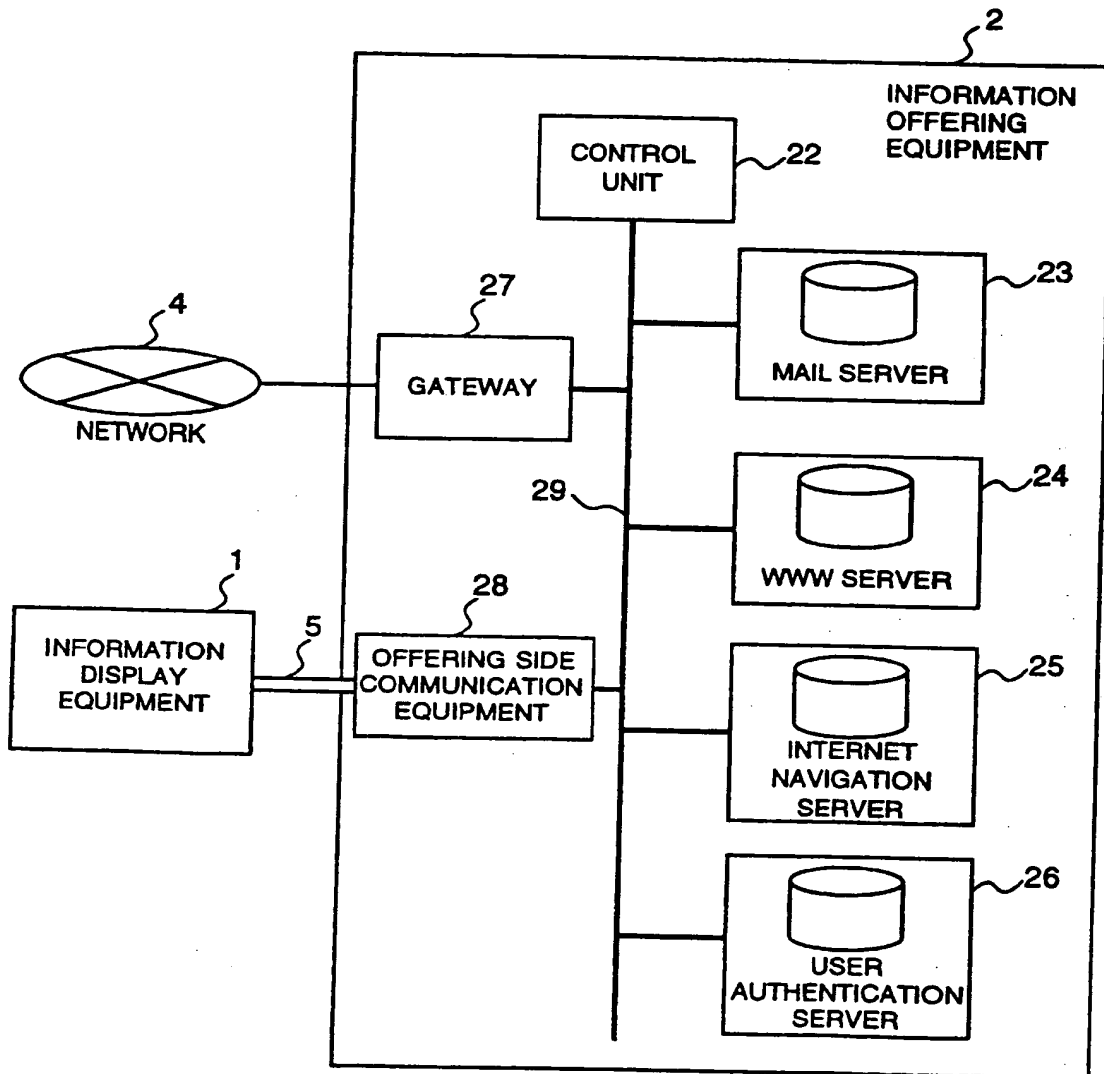 2
INFORMATION
OFFERING
EQUIPMENT
CONTROL
UNIT
22
23
MAIL SERVER
4
NETWORK
27
GATEWAY
29
24
WWW SERVER
1
INFORMATION
DISPLAY
EQUIPMENT
5
28
OFFERING SIDE
COMMUNICATION
EQUIPMENT
25
INTERNET
NAVIGATION
SERVER
26
USER
AUTHENTICATION
SERVER